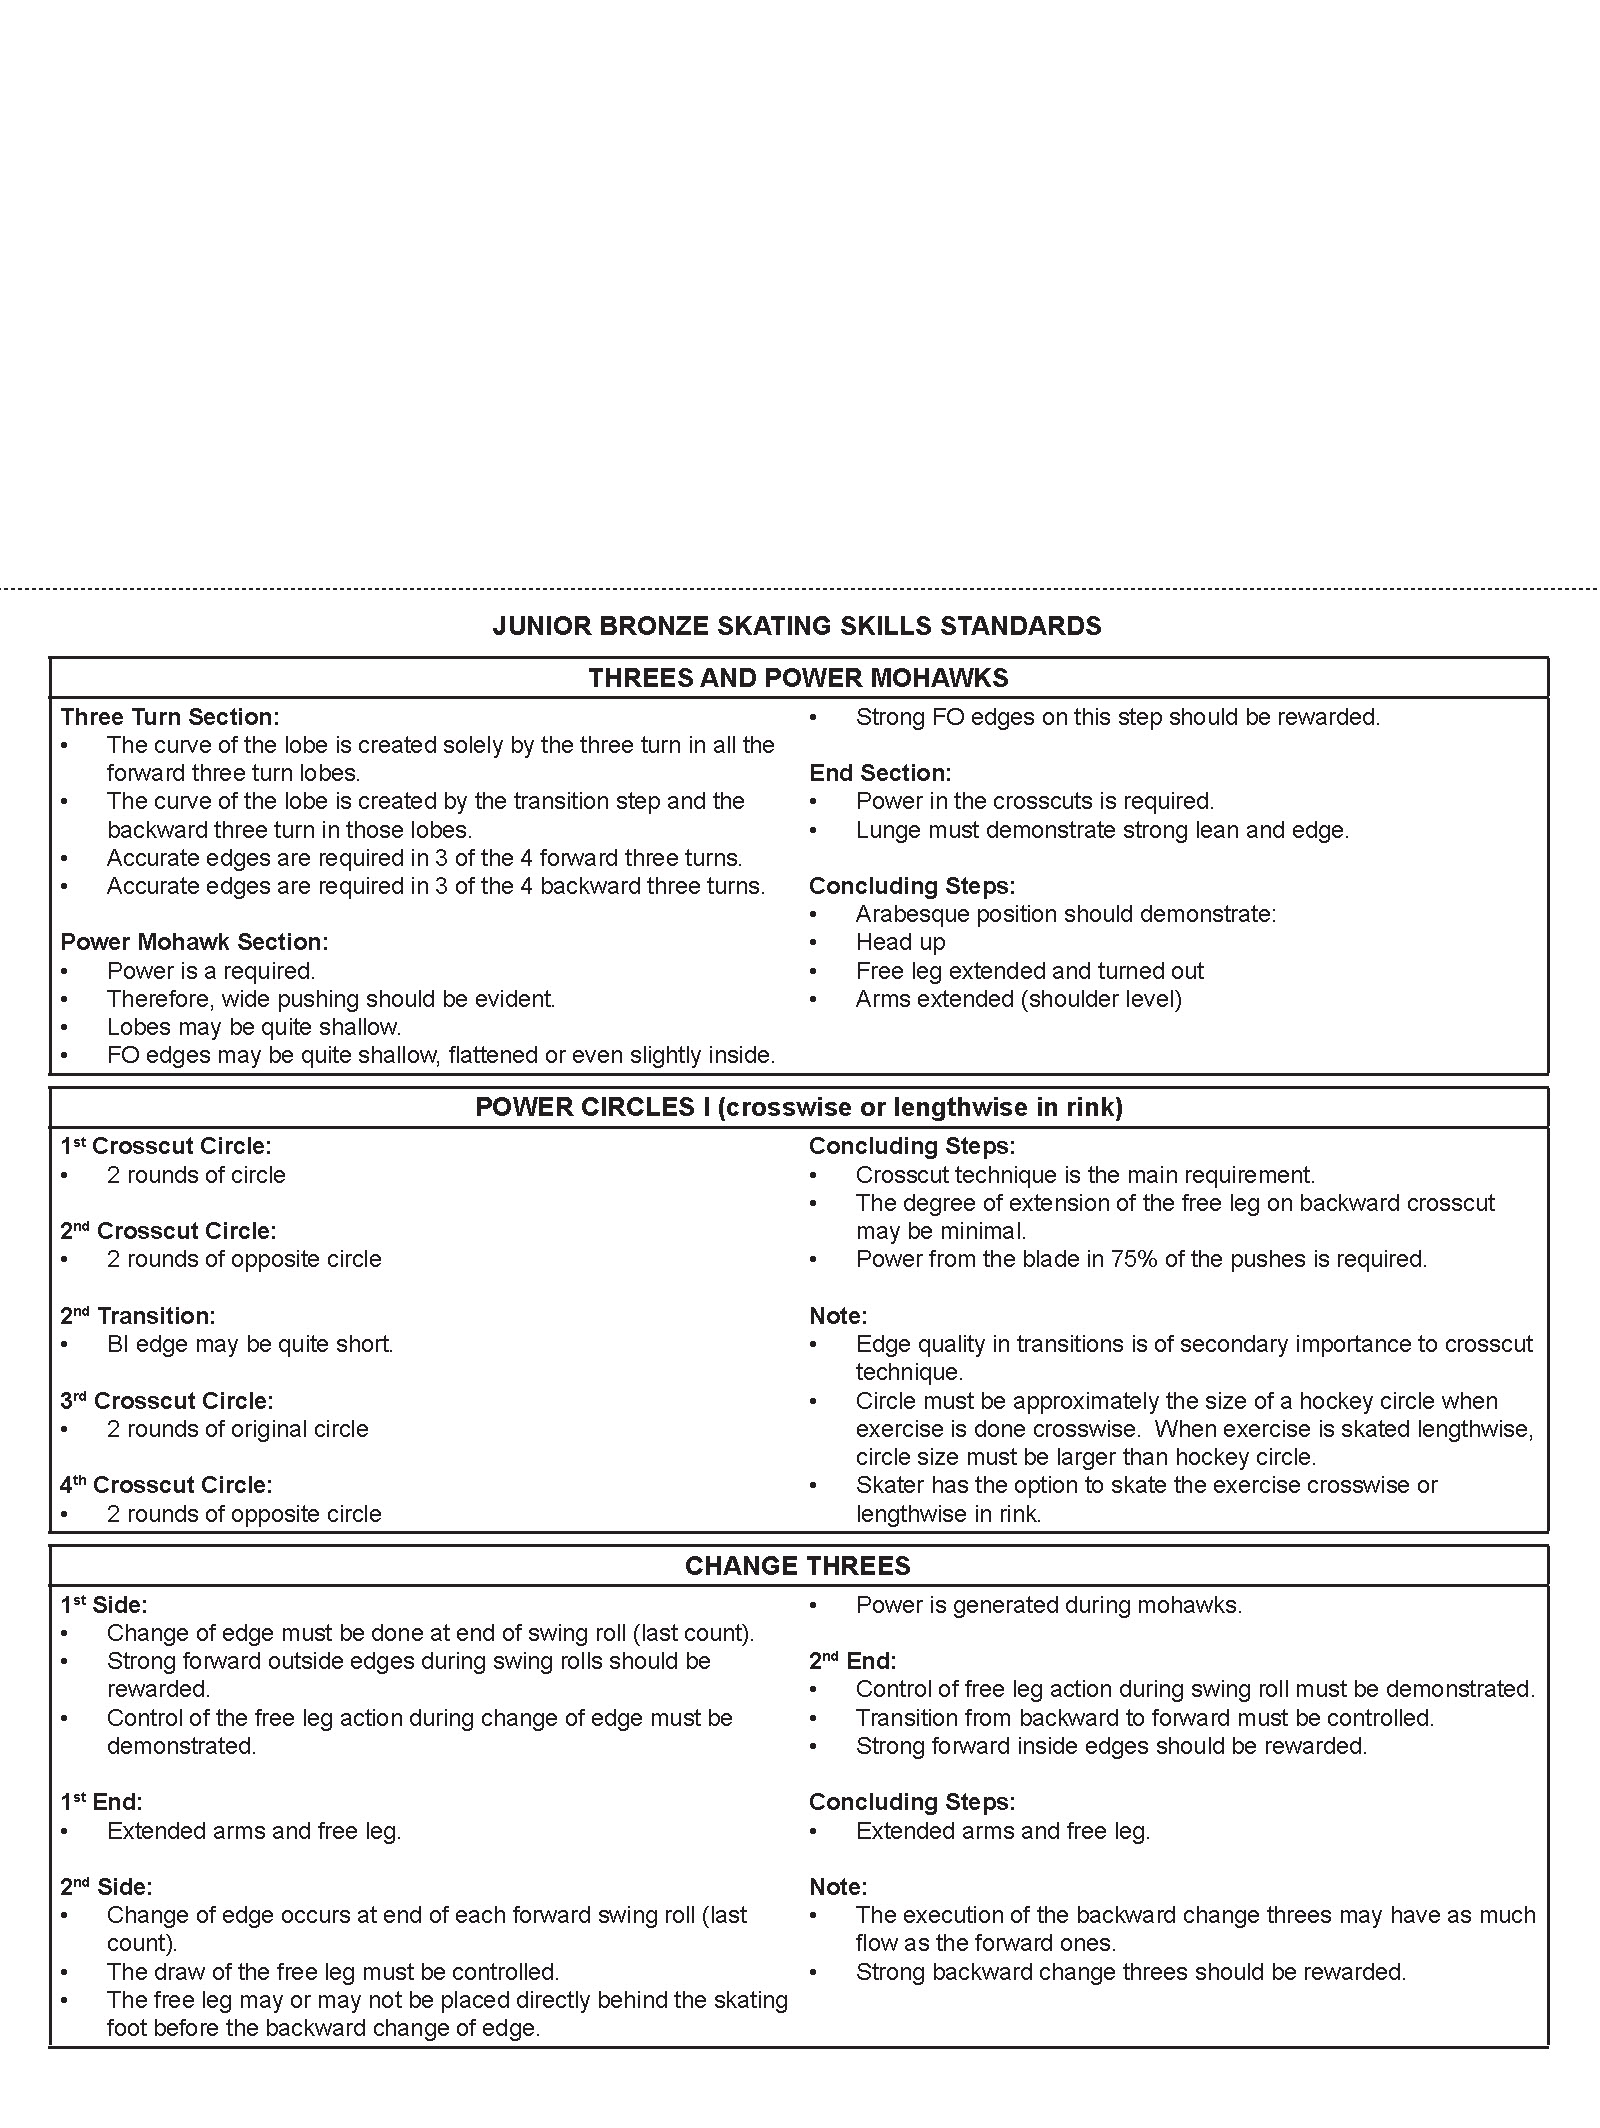 JUNIOR BRONZE SKATING SKILLS STANDARDS
THREES AND POWER MOHAWKS
Three Turn Section:
• The curve of the lobe is created solely by the three turn in all the
forward three turn lobes.
• The curve of the lobe is created by the transition step and the
backward three turn in those lobes.
• Accurate edges are required in 3 of the 4 forward three turns.
• Accurate edges are required in 3 of the 4 backward three turns.
Power Mohawk Section:
• Power is a required.
• Therefore, wide pushing should be evident.
• Lobes may be quite shallow.
• FO edges may be quite shallow, flattened or even slightly inside.
• Strong FO edges on this step should be rewarded.
End Section:
• Power in the crosscuts is required.
• Lunge must demonstrate strong lean and edge.
Concluding Steps:
• Arabesque position should demonstrate:
• Head up
• Free leg extended and turned out
• Arms extended (shoulder level)
POWER CIRCLES I (crosswise or lengthwise in rink)
1st Crosscut Circle:
• 2 rounds of circle
2nd Crosscut Circle:
• 2 rounds of opposite circle
2nd Transition:
• BI edge may be quite short.
3rd Crosscut Circle:
• 2 rounds of original circle
4th Crosscut Circle:
• 2 rounds of opposite circle
Concluding Steps:
• Crosscut technique is the main requirement.
• The degree of extension of the free leg on backward crosscut
may be minimal.
• Power from the blade in 75% of the pushes is required.
Note:
• Edge quality in transitions is of secondary importance to crosscut
technique.
• Circle must be approximately the size of a hockey circle when
exercise is done crosswise. When exercise is skated lengthwise,
circle size must be larger than hockey circle.
• Skater has the option to skate the exercise crosswise or
lengthwise in rink.
CHANGE THREES
1st Side:
• Change of edge must be done at end of swing roll (last count).
• Strong forward outside edges during swing rolls should be
rewarded.
• Control of the free leg action during change of edge must be
demonstrated.
1st End:
• Extended arms and free leg.
2nd Side:
• Change of edge occurs at end of each forward swing roll (last
count).
• The draw of the free leg must be controlled.
• The free leg may or may not be placed directly behind the skating
foot before the backward change of edge.
• Power is generated during mohawks.
2nd End:
• Control of free leg action during swing roll must be demonstrated.
• Transition from backward to forward must be controlled.
• Strong forward inside edges should be rewarded.
Concluding Steps:
• Extended arms and free leg.
Note:
• The execution of the backward change threes may have as much
flow as the forward ones.
• Strong backward change threes should be rewarded.